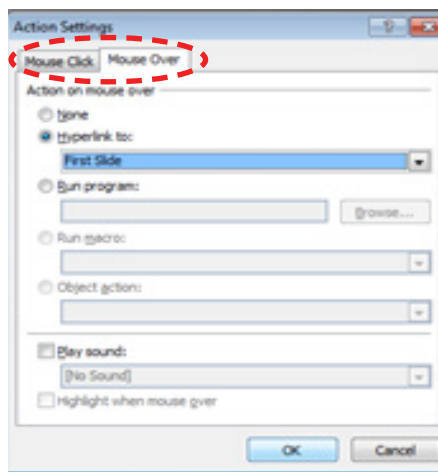 Action Settings
Mouse Click Mouse Over
Action on mouse over
None
Hyperlink to:
First Slide
Run program:
Browse...
Run macro:
Object action:
Play sound:
[No Sound]
Highlight when mouse over
OK Cancel